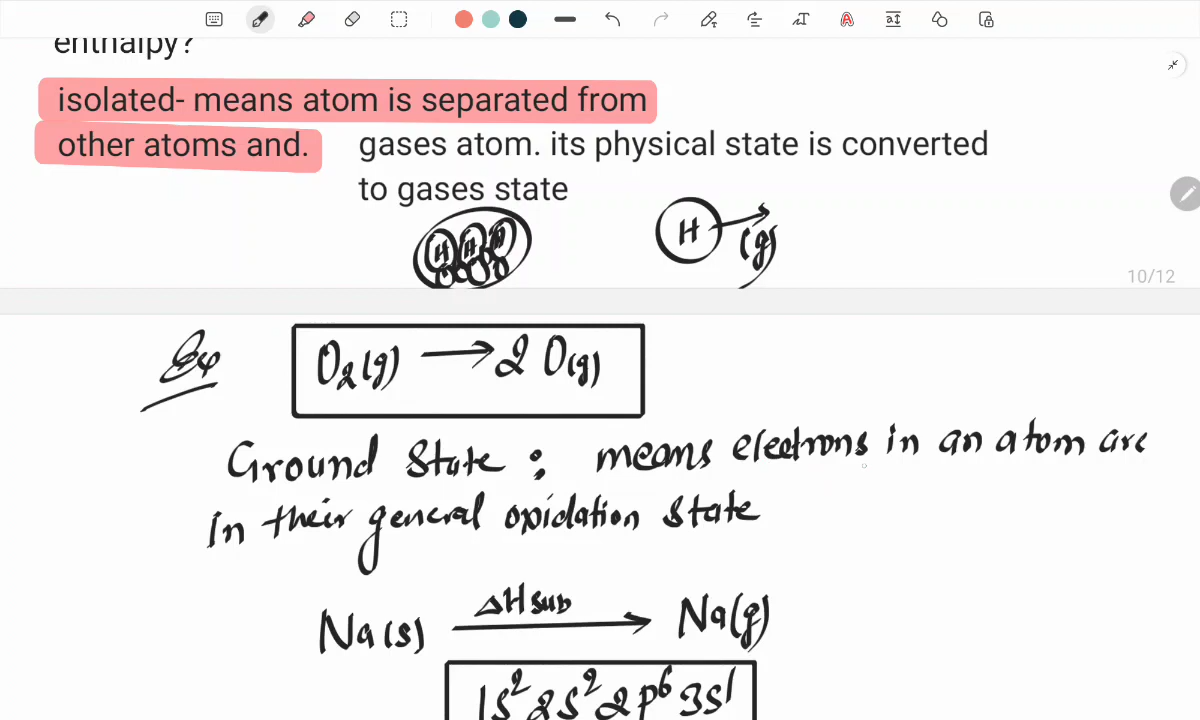 enthalpy?
isolated- means atom is separated from
other atoms and.
gases atom. its physical state is converted
to gases state
H H H
H (g)
10/12
Ex
O₂(g) → 2 O(g)
Ground State : means electrons in an atom are
in their general oxidation state
Na(s) ΔHsub → Na(g)
1s² 2s² 2p⁶ 3s¹